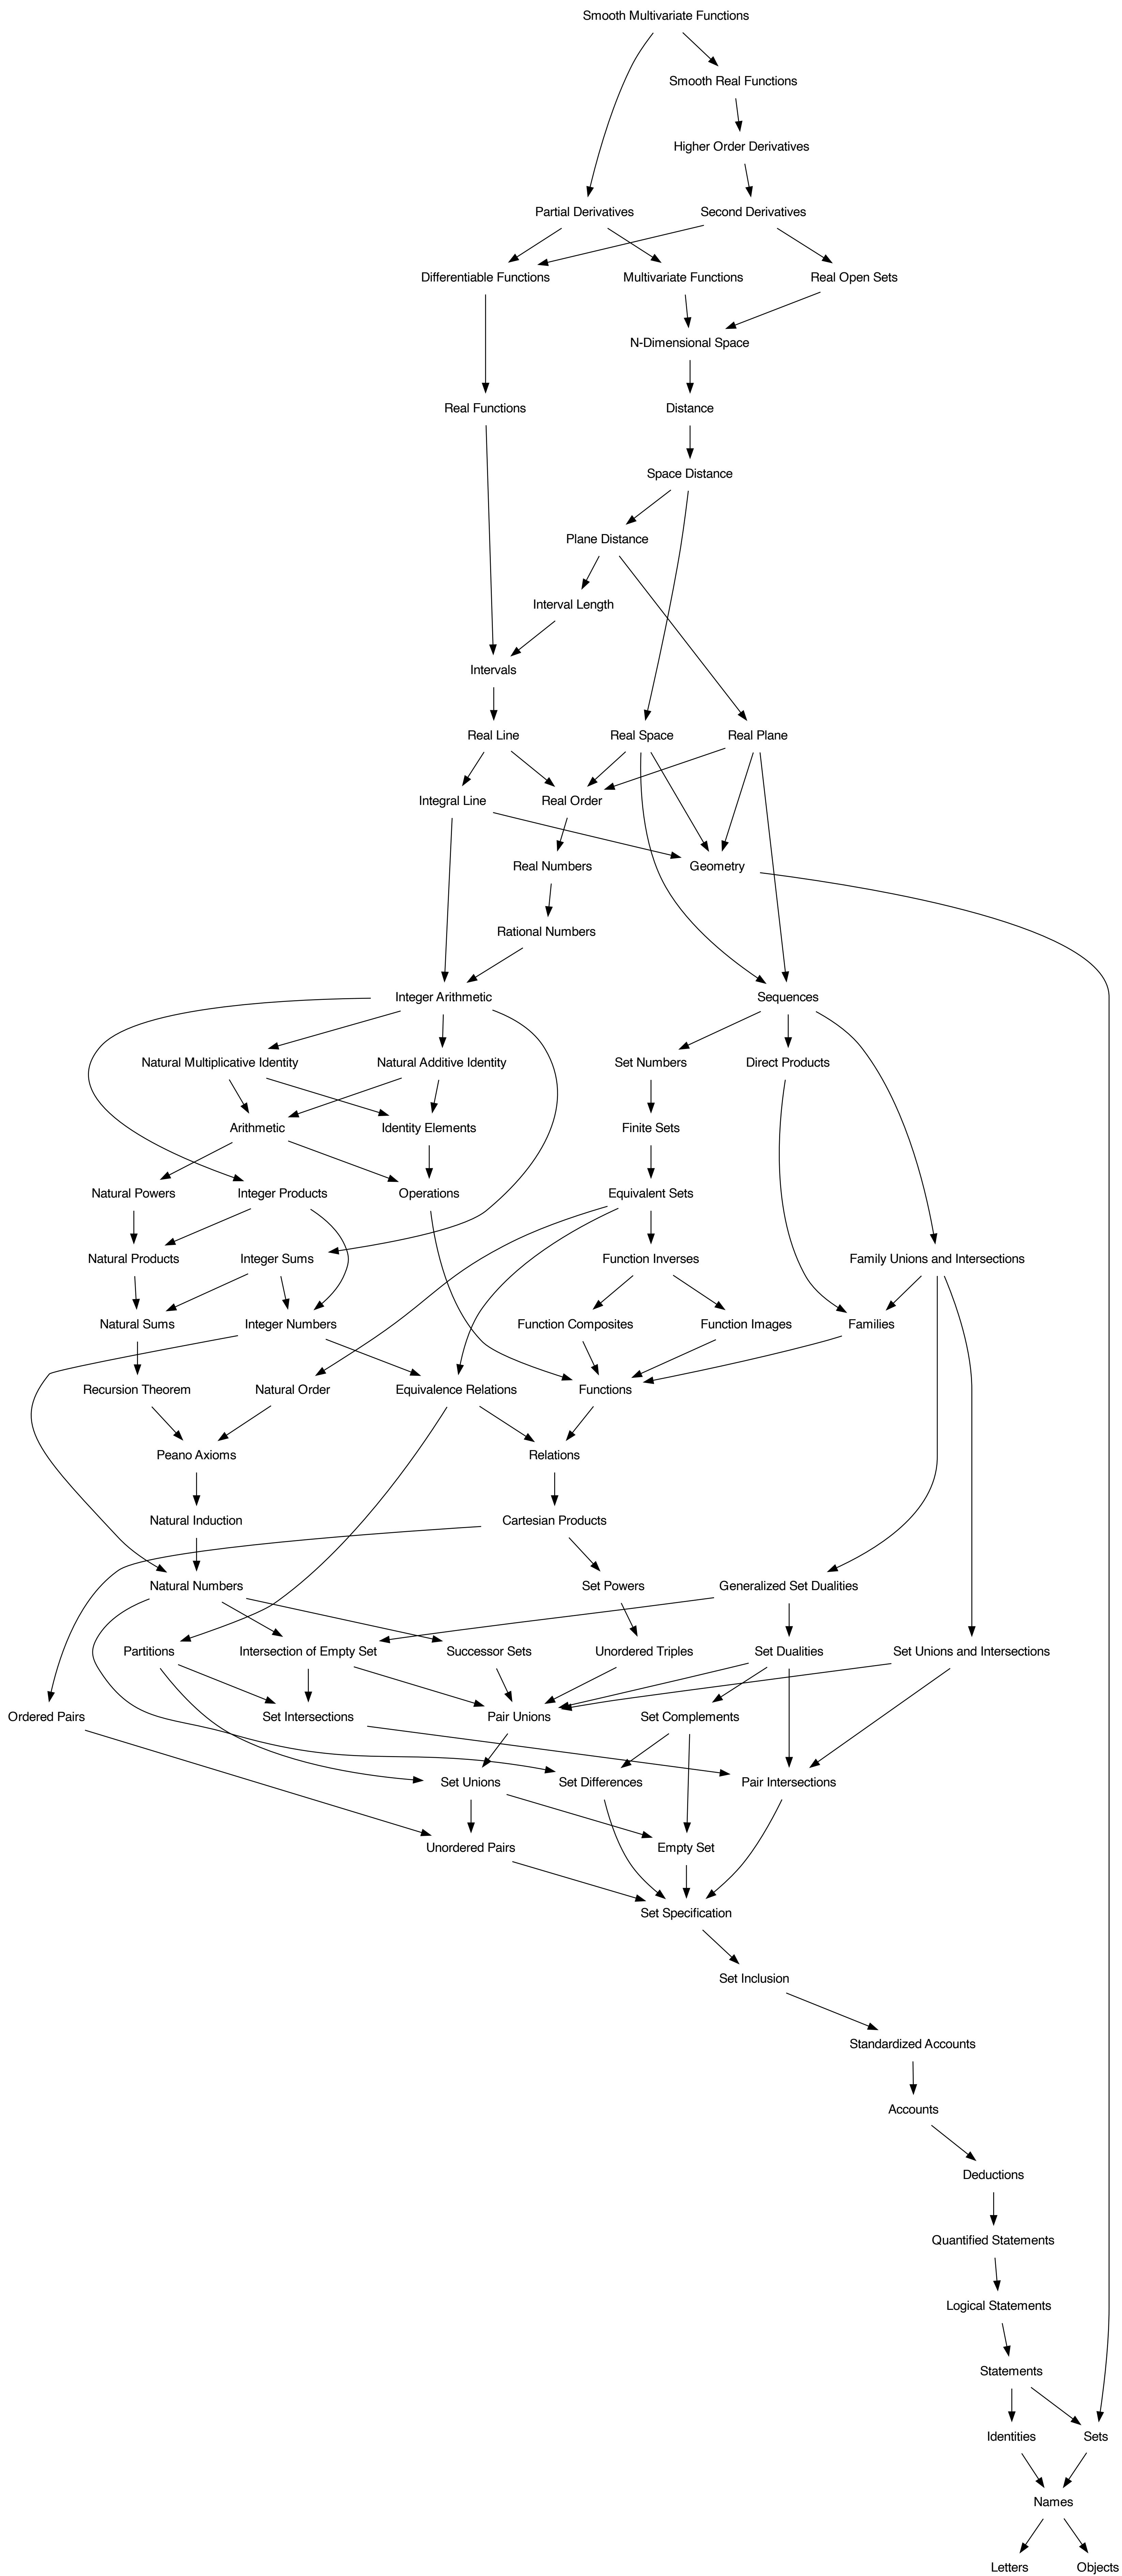 Smooth Multivariate Functions
Smooth Real Functions
Higher Order Derivatives
Partial Derivatives
Second Derivatives
Differentiable Functions
Multivariate Functions
Real Open Sets
N-Dimensional Space
Real Functions
Distance
Space Distance
Plane Distance
Interval Length
Intervals
Real Line
Real Space
Real Plane
Integral Line
Real Order
Real Numbers
Geometry
Rational Numbers
Integer Arithmetic
Sequences
Natural Multiplicative Identity
Natural Additive Identity
Set Numbers
Direct Products
Arithmetic
Identity Elements
Finite Sets
Natural Powers
Integer Products
Operations
Equivalent Sets
Natural Products
Integer Sums
Function Inverses
Family Unions and Intersections
Natural Sums
Integer Numbers
Function Composites
Function Images
Families
Recursion Theorem
Natural Order
Equivalence Relations
Functions
Peano Axioms
Relations
Natural Induction
Cartesian Products
Natural Numbers
Set Powers
Generalized Set Dualities
Partitions
Intersection of Empty Set
Successor Sets
Unordered Triples
Set Dualities
Set Unions and Intersections
Ordered Pairs
Set Intersections
Pair Unions
Set Complements
Set Unions
Set Differences
Pair Intersections
Unordered Pairs
Empty Set
Set Specification
Set Inclusion
Standardized Accounts
Accounts
Deductions
Quantified Statements
Logical Statements
Statements
Identities
Sets
Names
Letters
Objects